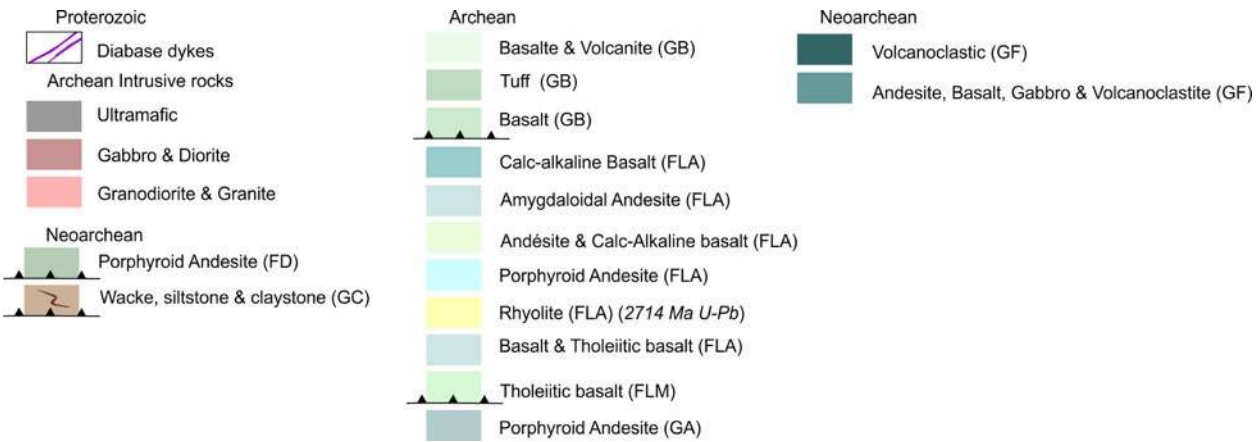 Proterozoic
Diabase dykes
Archean Intrusive rocks
Ultramafic
Gabbro & Diorite
Granodiorite & Granite
Neoarchean
Porphyroid Andesite (FD)
Wacke, siltstone & claystone (GC)
Archean
Basalte & Volcanite (GB)
Tuff (GB)
Basalt (GB)
Calc-alkaline Basalt (FLA)
Amygdaloidal Andesite (FLA)
Andésite & Calc-Alkaline basalt (FLA)
Porphyroid Andesite (FLA)
Rhyolite (FLA) (2714 Ma U-Pb)
Basalt & Tholeiitic basalt (FLA)
Tholeiitic basalt (FLM)
Porphyroid Andesite (GA)
Neoarchean
Volcanoclastic (GF)
Andesite, Basalt, Gabbro & Volcanoclastite (GF)